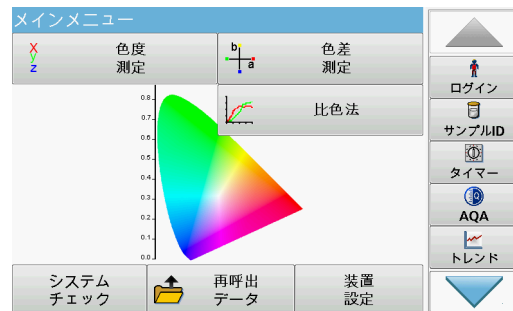 メインメニュー
X
y
z
色度
測定
b
a
色差
測定
比色法
0.8
0.7
0.6
0.5
0.4
0.3
0.2
0.1
0.0
システム
チェック
再呼出
データ
装置
設定
ログイン
サンプルID
タイマー
AQA
トレンド